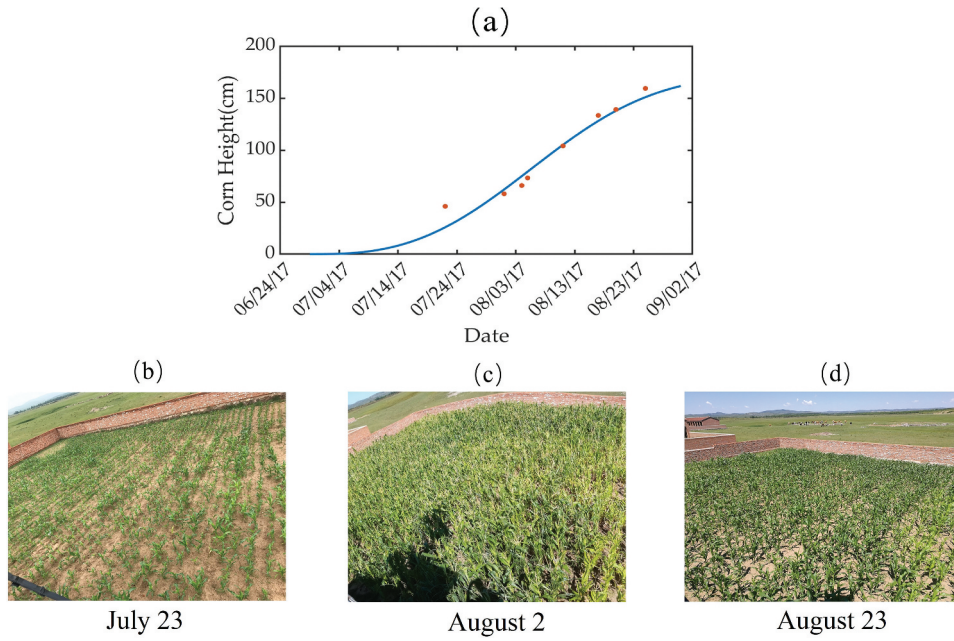 (a)
200
150
100
50
0
Corn Height(cm)
06/24/17 07/04/17 07/14/17 07/24/17 08/03/17 08/13/17 08/23/17 09/02/17
Date
(b) (c) (d)
July 23 August 2 August 23